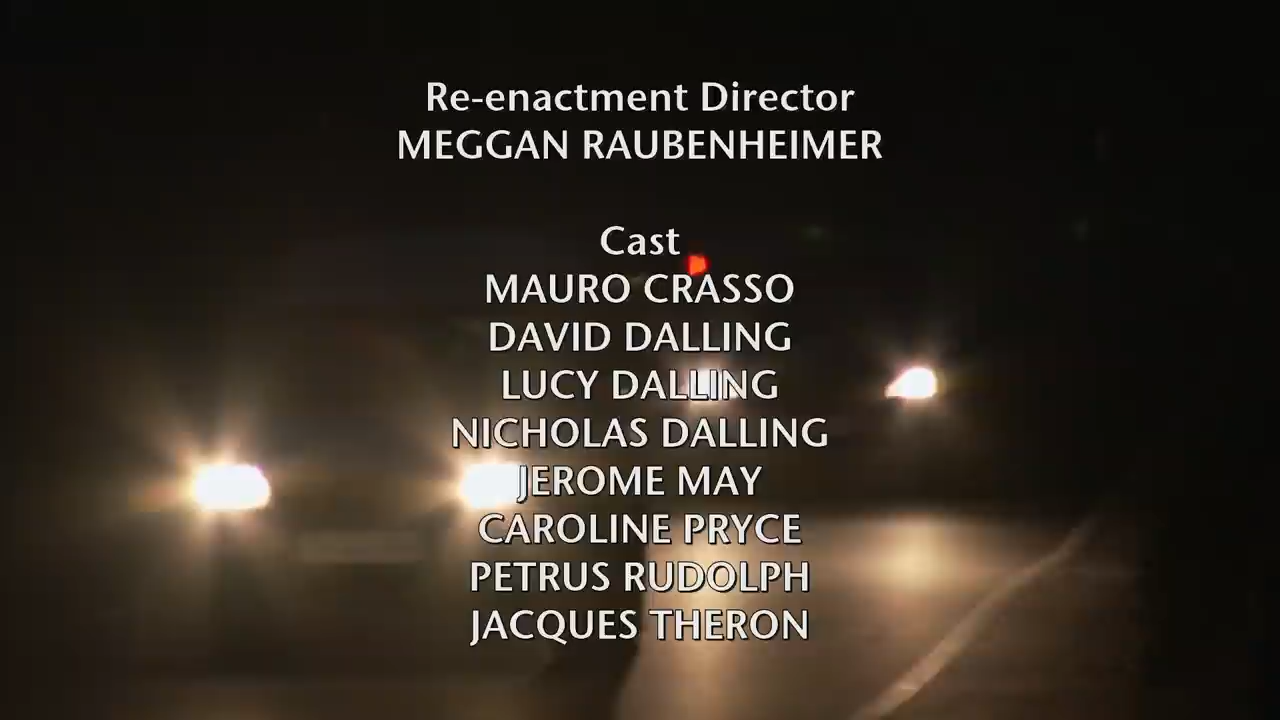 Re-enactment Director
MEGGAN RAUBENHEIMER
Cast
MAURO CRASSO
DAVID DALLING
LUCY DALLING
NICHOLAS DALLING
JEROME MAY
CAROLINE PRYCE
PETRUS RUDOLPH
JACQUES THERON